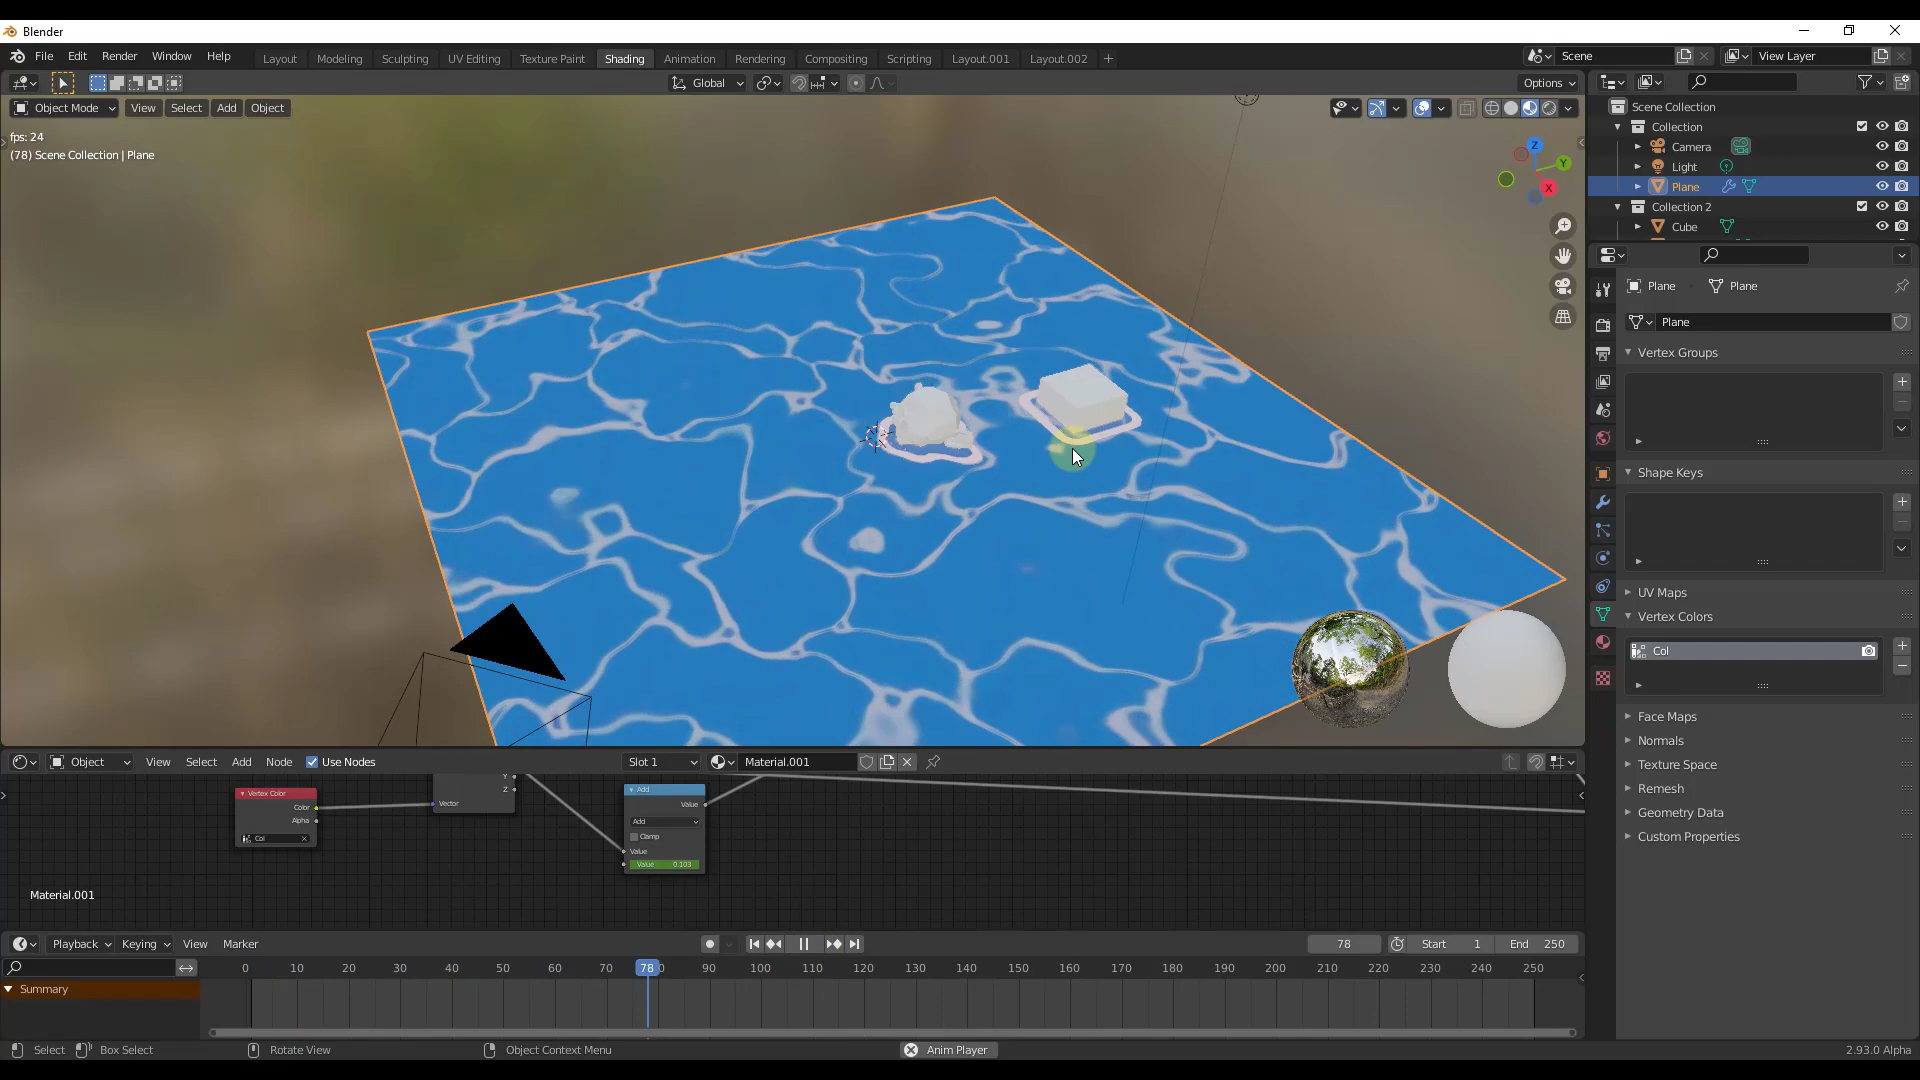 Blender
File Edit Render Window Help Layout Modeling Sculpting UV Editing Texture Paint Shading Animation Rendering Compositing Scripting Layout.001 Layout.002 + Scene View Layer
Global Options
Object Mode View Select Add Object
fps: 24
(78) Scene Collection | Plane
Z
Y
X
Scene Collection
Collection
Camera
Light
Plane
Collection 2
Cube
Plane Plane
Plane
Vertex Groups
Shape Keys
UV Maps
Vertex Colors
Col
Face Maps
Normals
Texture Space
Remesh
Geometry Data
Custom Properties
Object View Select Add Node Use Nodes Slot 1 Material.001
Vertex Color
Color
Alpha
Col
Y
Z
Vector
Add
Value
Add
Clamp
Value
Value 0.103
Material.001
Playback Keying View Marker 78 Start 1 End 250
0 10 20 30 40 50 60 70 78 0 90 100 110 120 130 140 150 160 170 180 190 200 210 220 230 240 250
Summary
Select Box Select Rotate View Object Context Menu Anim Player 2.93.0 Alpha